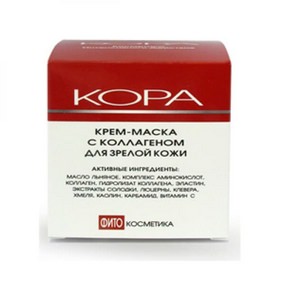 КОРА
КРЕМ-МАСКА
С КОЛЛАГЕНОМ
ДЛЯ ЗРЕЛОЙ КОЖИ
АКТИВНЫЕ ИНГРЕДИЕНТЫ:
МАСЛО ЛЬНЯНОЕ, КОМПЛЕКС АМИНОКИСЛОТ,
КОЛЛАГЕН, ГИДРОЛИЗАТ КОЛЛАГЕНА, ЭЛАСТИН,
ЭКСТРАКТЫ СОЛОДКИ, ЛЮЦЕРНЫ, КЛЕВЕРА,
ХМЕЛЯ, КАОЛИН, КАРБАМИД, ВИТАМИН С
ФИТО КОСМЕТИКА